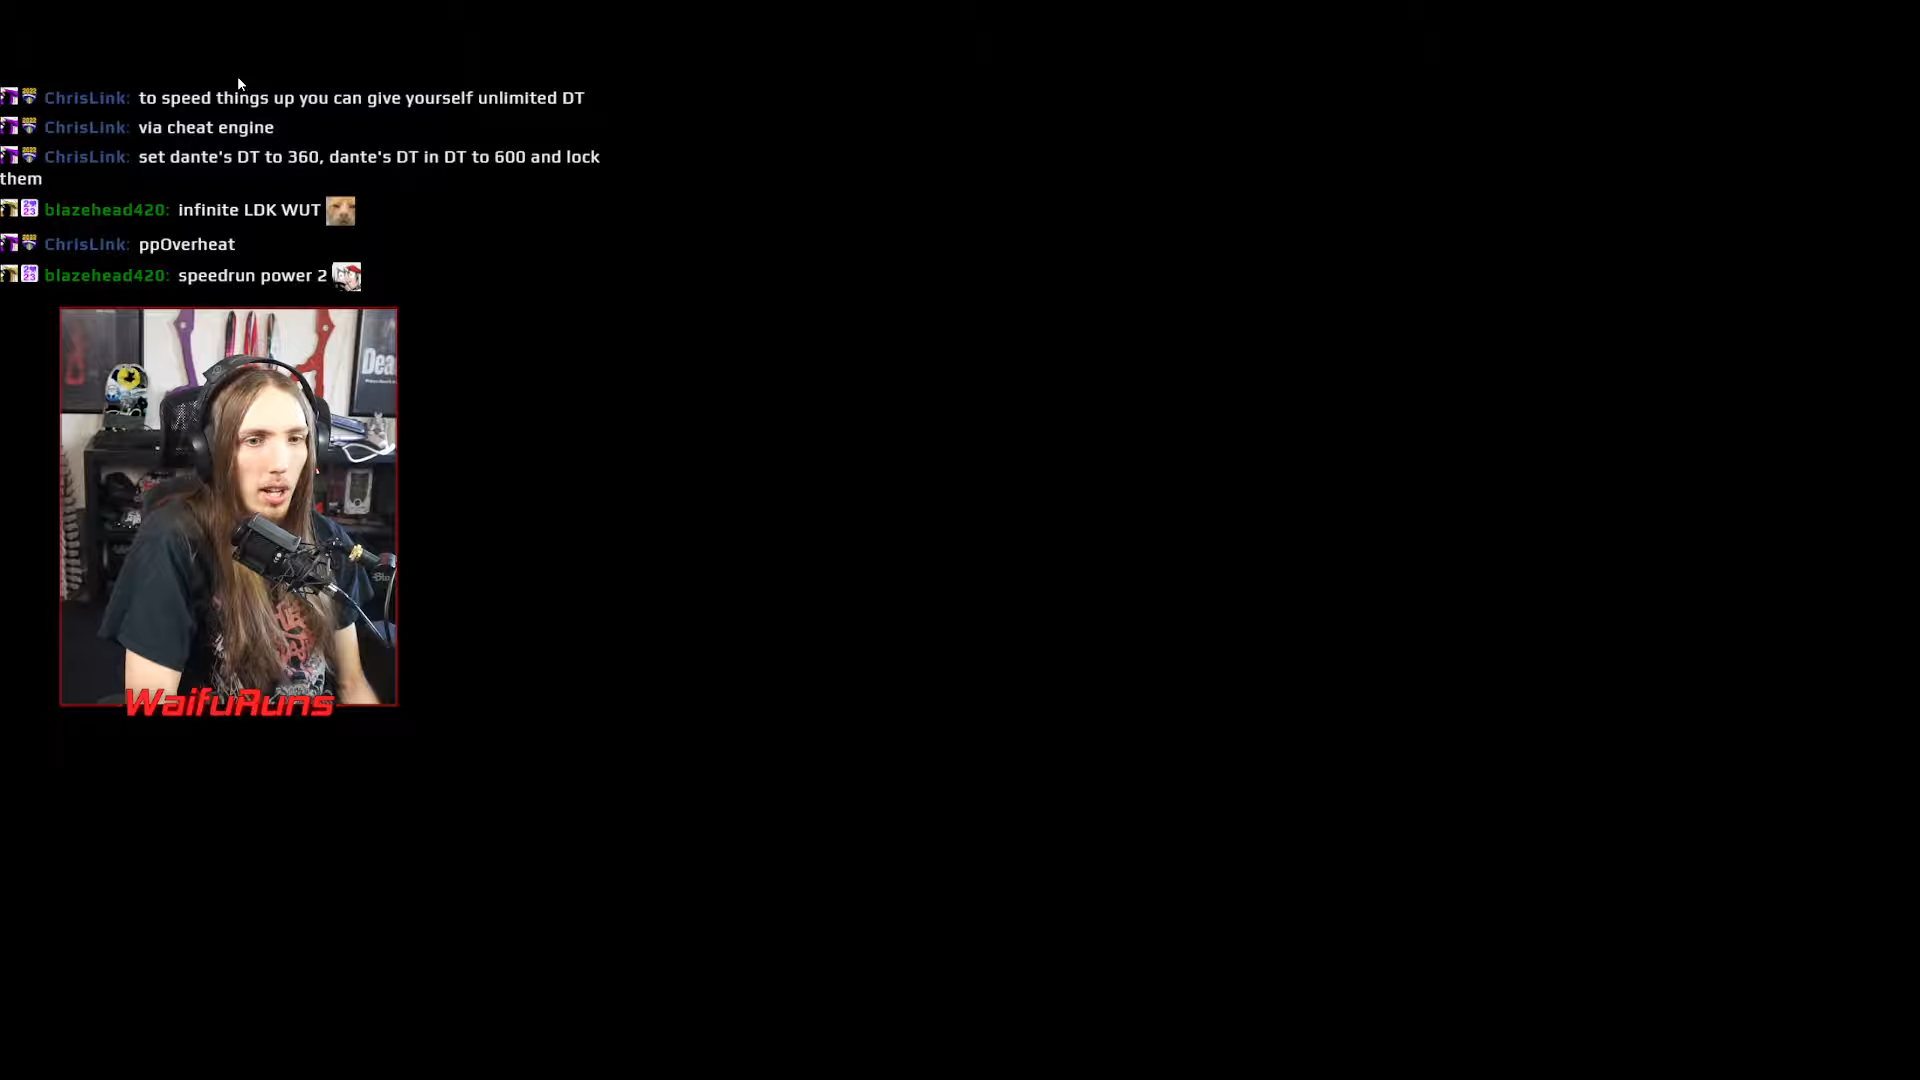 ChrisLink: to speed things up you can give yourself unlimited DT
ChrisLink: via cheat engine
ChrisLink: set dante's DT to 360, dante's DT in DT to 600 and lock
them
blazehead420: infinite LDK WUT
ChrisLink: ppOverheat
blazehead420: speedrun power 2
Dea
WaifuRuns